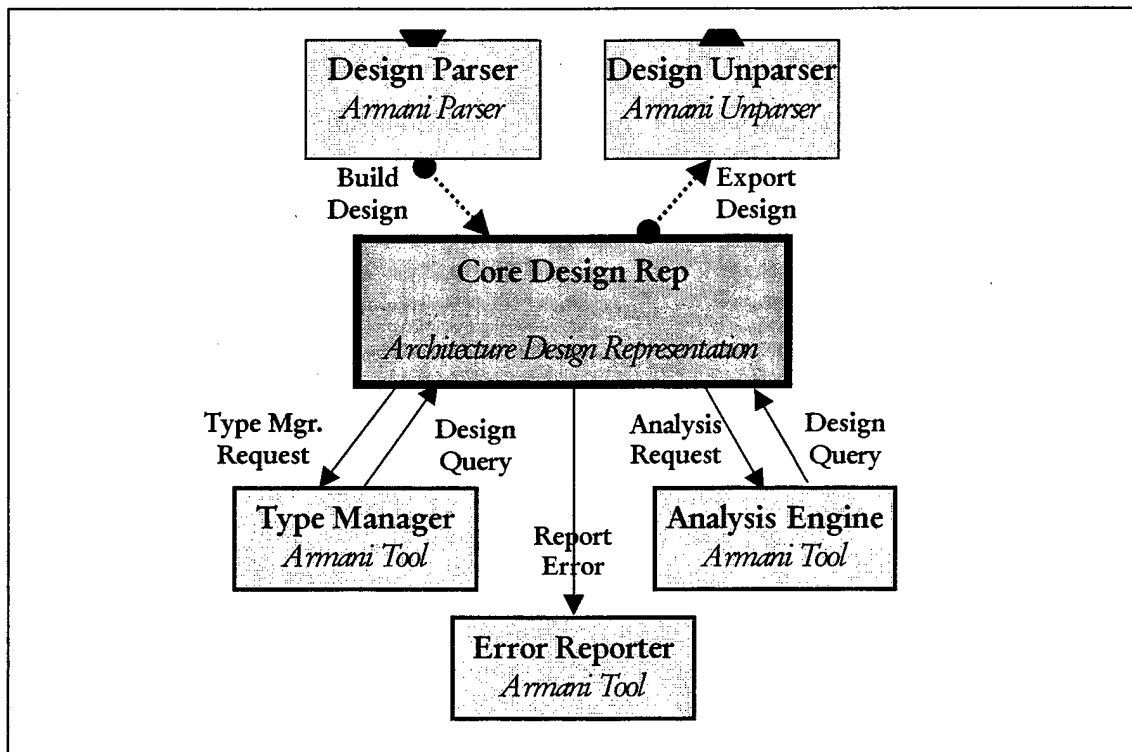 Design Parser
Armani Parser
Design Unparser
Armani Unparser
Build
Design
Export
Design
Core Design Rep
Architecture Design Representation
Type Mgr.
Request
Design
Query
Analysis
Request
Design
Query
Type Manager
Armani Tool
Report
Error
Analysis Engine
Armani Tool
Error Reporter
Armani Tool